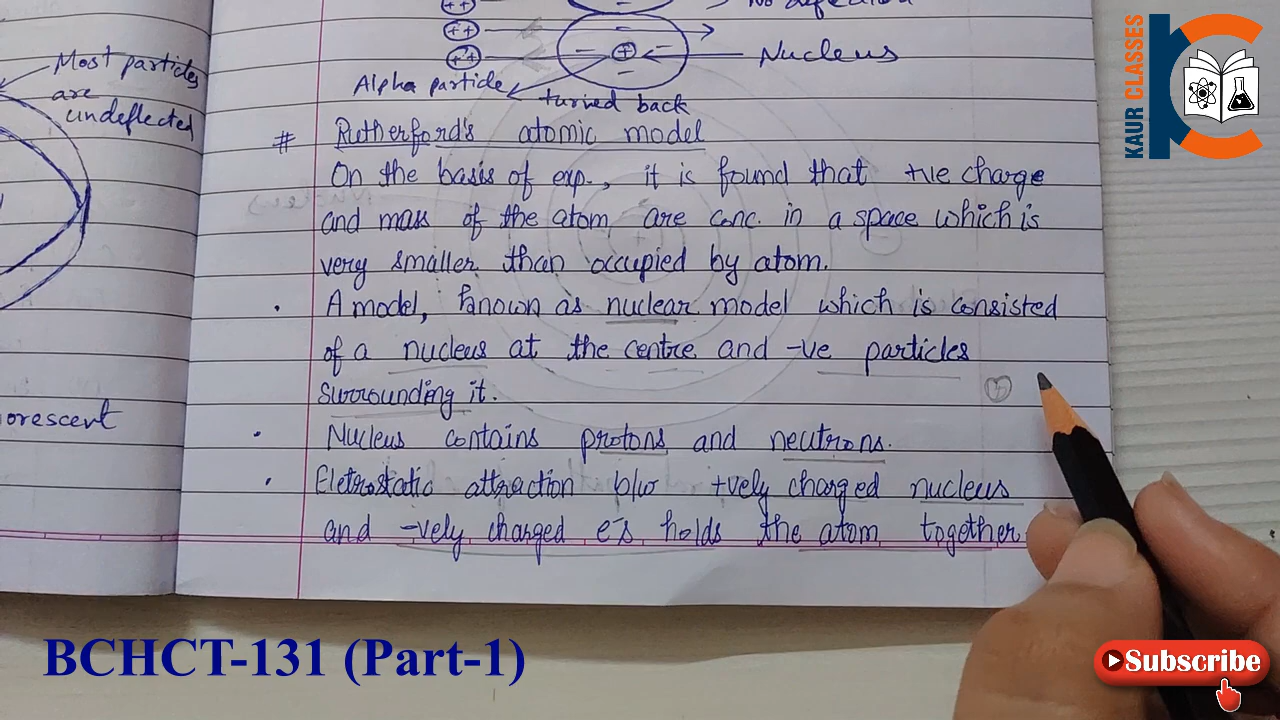 Most particles
are
undeflected
orescent
++
++
++
No deflection
Nucleus
Alpha particle
turned back
# Rutherford's atomic model
On the basis of exp., it is found that +ve charge
and mass of the atom are conc. in a space which is
very smaller than occupied by atom.
. A model, known as nuclear model which is consisted
of a nucleus at the centre and -ve particles
surrounding it.
. Nucleus contains protons and neutrons.
. Eletrostatic attraction b/w +vely charged nucleus
and -vely charged e⁻s holds the atom together
KAUR CLASSES
BCHCT-131 (Part-1)
Subscribe